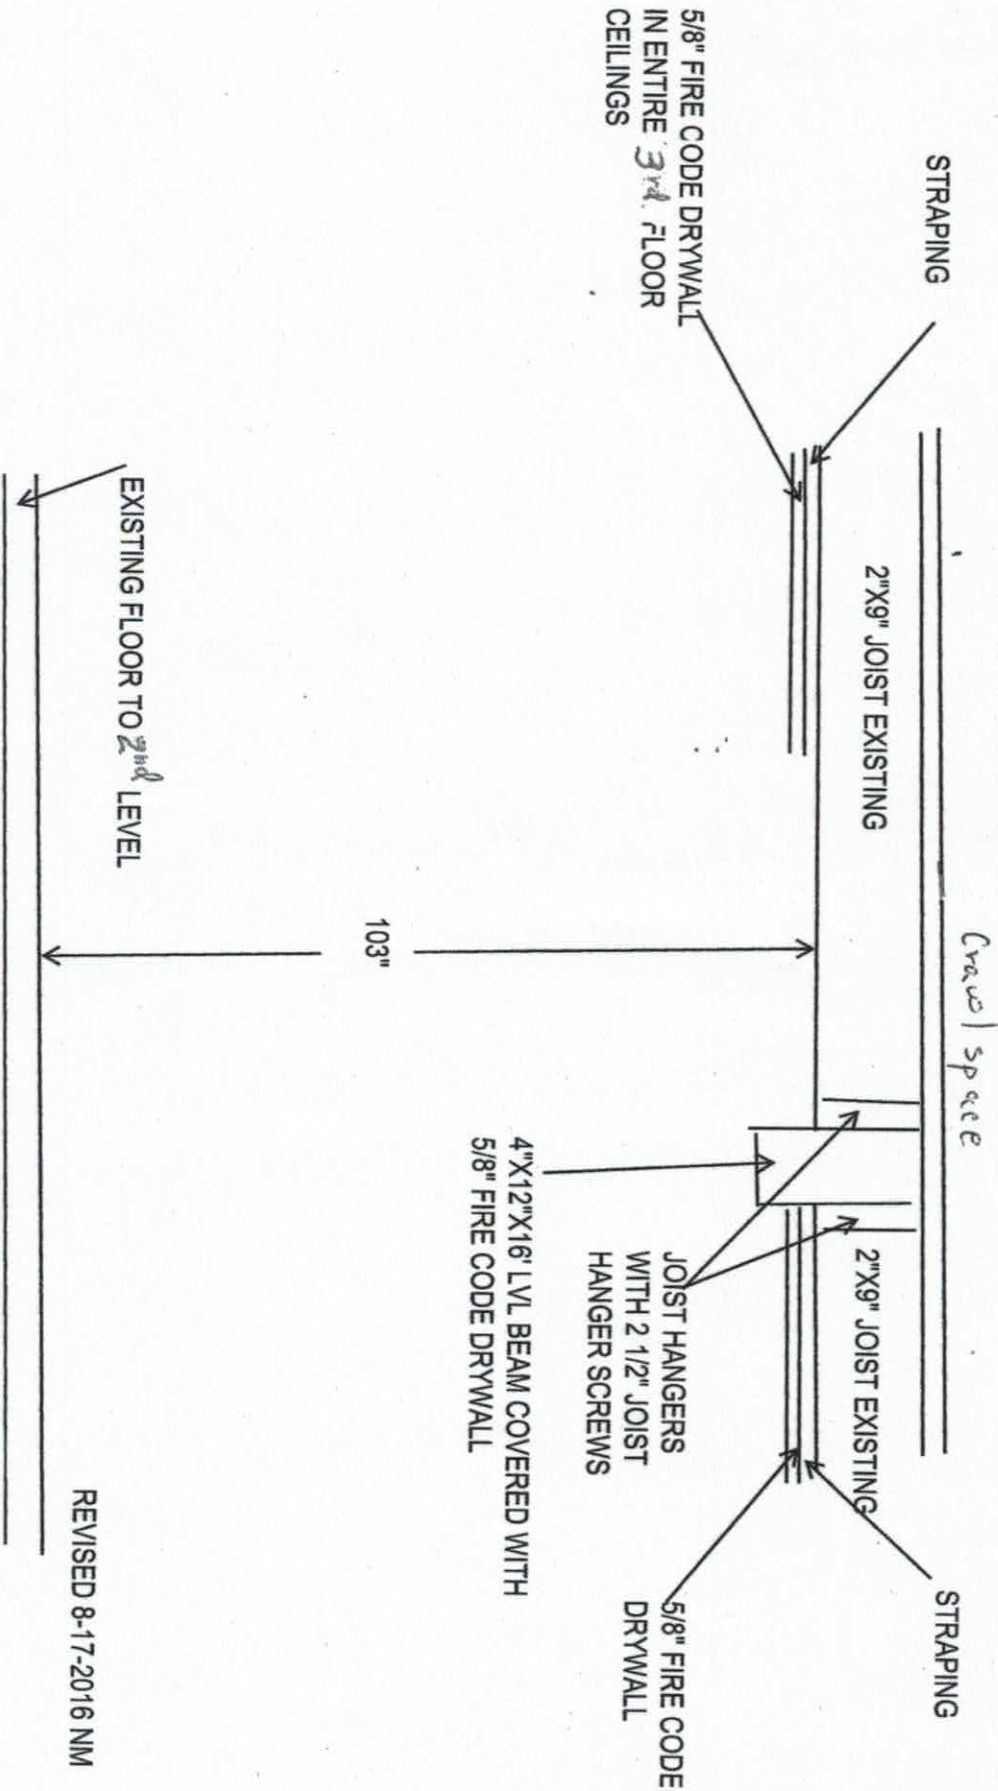 Crawl space
STRAPING
STRAPING
2"X9" JOIST EXISTING
2"X9" JOIST EXISTING
5/8" FIRE CODE DRYWALL
IN ENTIRE 3rd. FLOOR
CEILINGS
5/8" FIRE CODE
DRYWALL
JOIST HANGERS
WITH 2 1/2" JOIST
HANGER SCREWS
4"X12"X16' LVL BEAM COVERED WITH
5/8" FIRE CODE DRYWALL
103"
EXISTING FLOOR TO 2nd LEVEL
REVISED 8-17-2016 NM